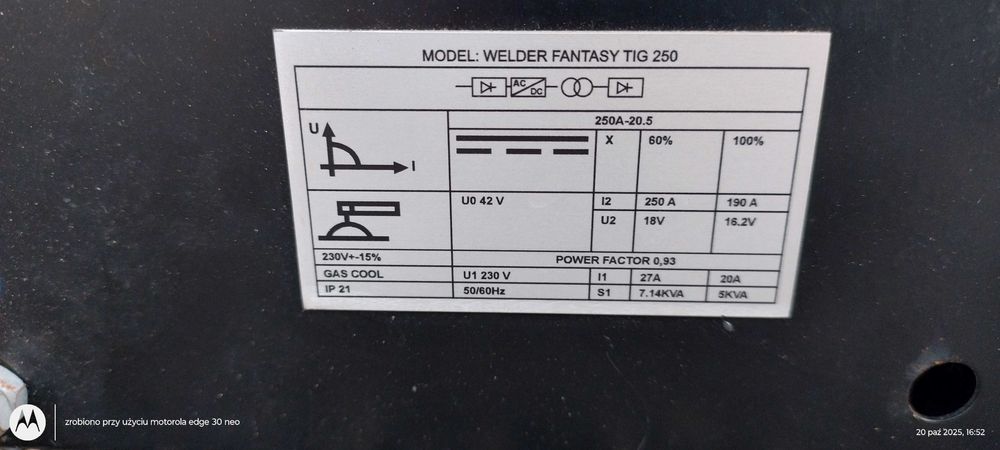 MODEL: WELDER FANTASY TIG 250
AC
DC
250A-20.5
U
I
X 60% 100%
U0 42 V I2 250 A 190 A
U2 18V 16.2V
230V+-15% POWER FACTOR 0,93
GAS COOL U1 230 V I1 27A 20A
IP 21 50/60Hz S1 7.14KVA 5KVA
zrobiono przy użyciu motorola edge 30 neo
20 paź 2025, 16:52